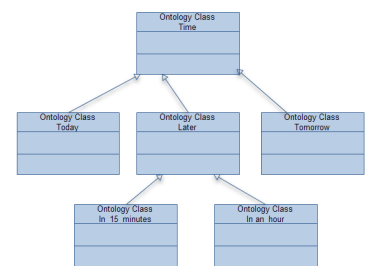 Ontology Class
Time
Ontology Class
Today
Ontology Class
Later
Ontology Class
Tomorrow
Ontology Class
In 15 minutes
Ontology Class
In an hour